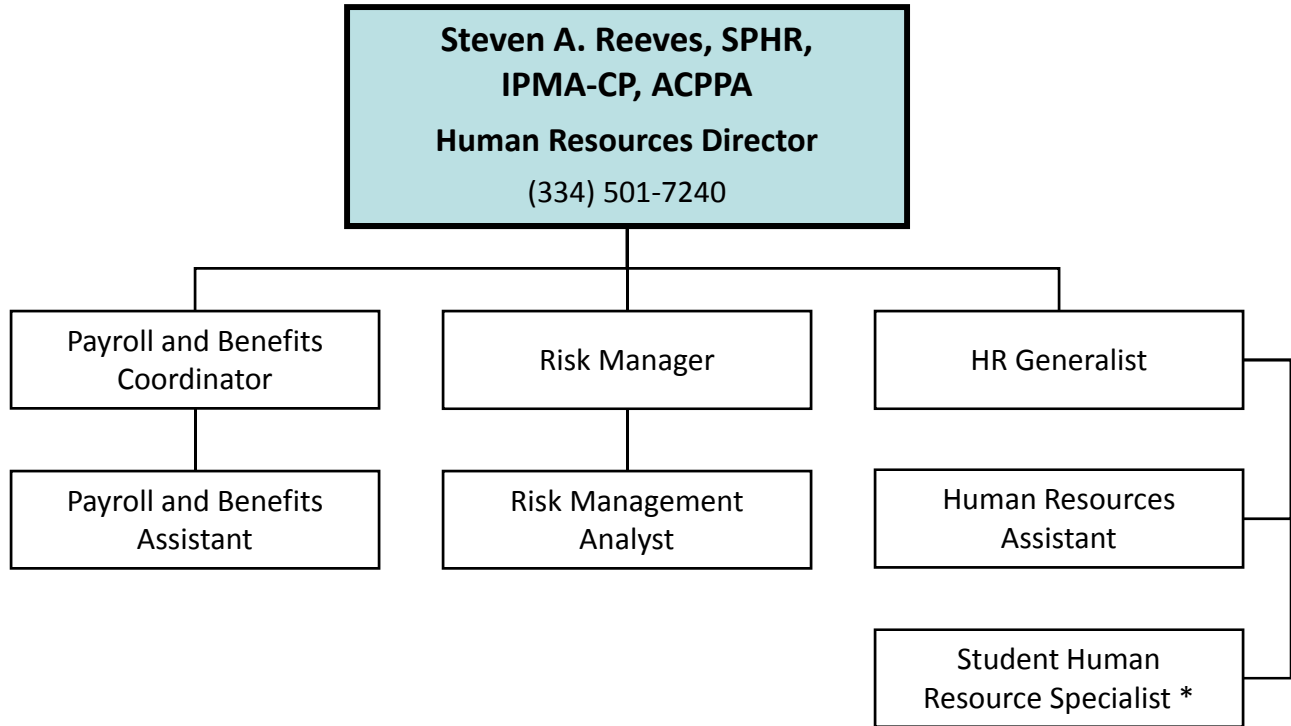 Steven A. Reeves, SPHR,
IPMA-CP, ACPPA
Human Resources Director
(334) 501-7240
Payroll and Benefits
Coordinator
Risk Manager
HR Generalist
Payroll and Benefits
Assistant
Risk Management
Analyst
Human Resources
Assistant
Student Human
Resource Specialist *